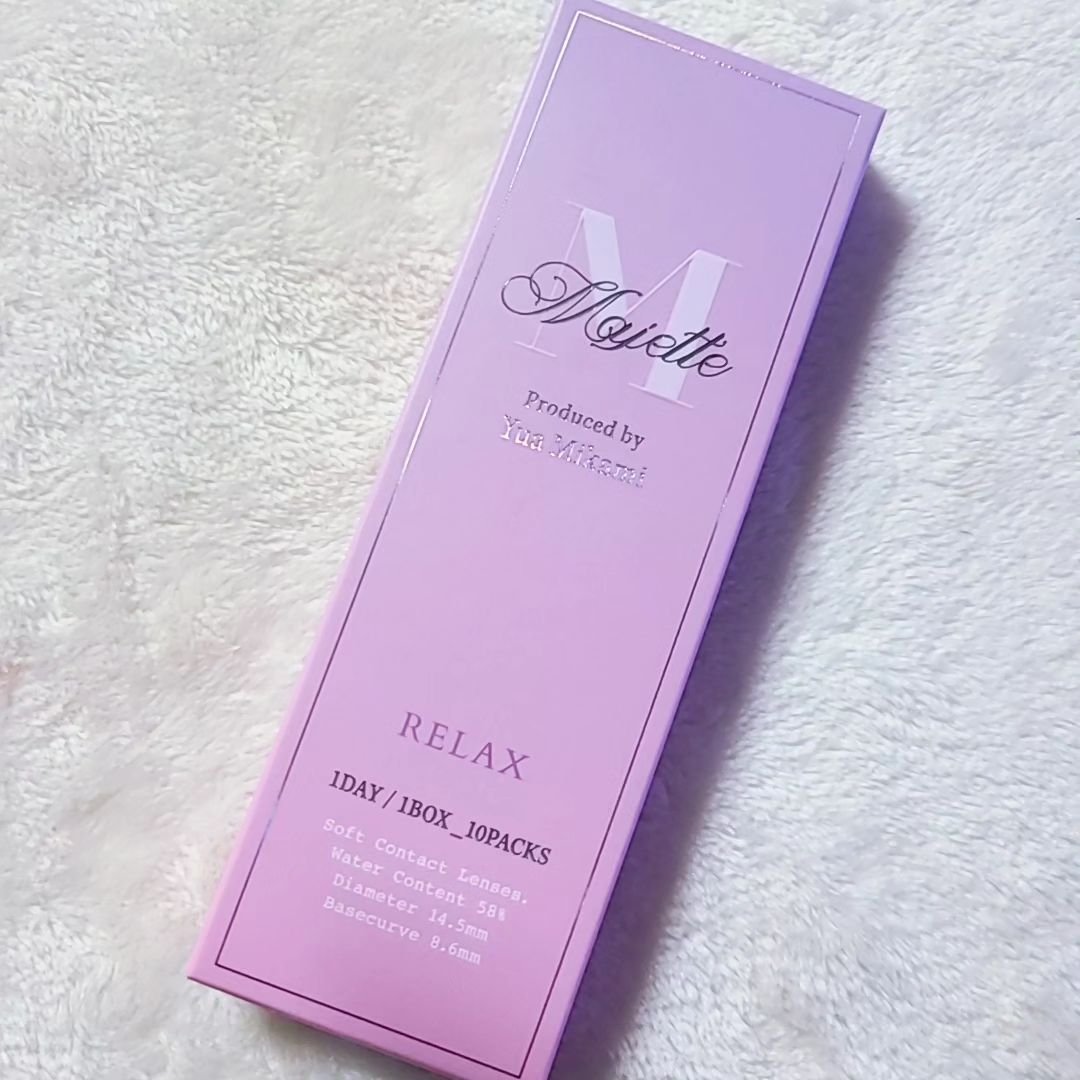 M
Majette
Produced by
Yua Mikami
RELAX
1DAY / 1BOX_10PACKS
Soft Contact Lenses.
Water Content 58%
Diameter 14.5mm
Basecurve 8.6mm